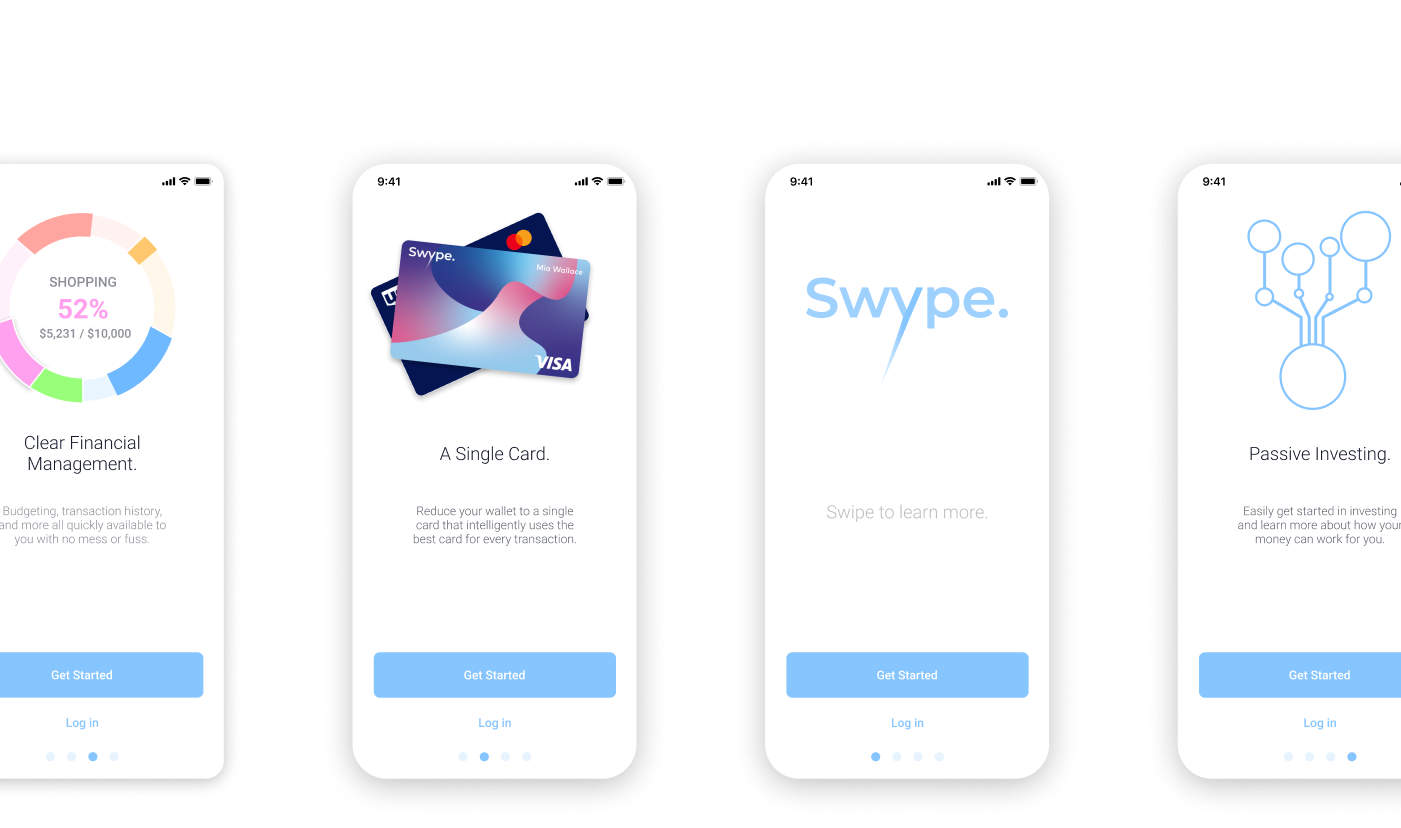 SHOPPING
52%
$5,231 / $10,000
Clear Financial
Management.
Budgeting, transaction history,
and more all quickly available to
you with no mess or fuss.
Get Started
Log in
9:41
Swype.
Mia Wallace
VISA
A Single Card.
Reduce your wallet to a single
card that intelligently uses the
best card for every transaction.
Get Started
Log in
9:41
Swype.
Swipe to learn more.
Get Started
Log in
9:41
Passive Investing.
Easily get started in investing
and learn more about how your
money can work for you.
Get Started
Log in